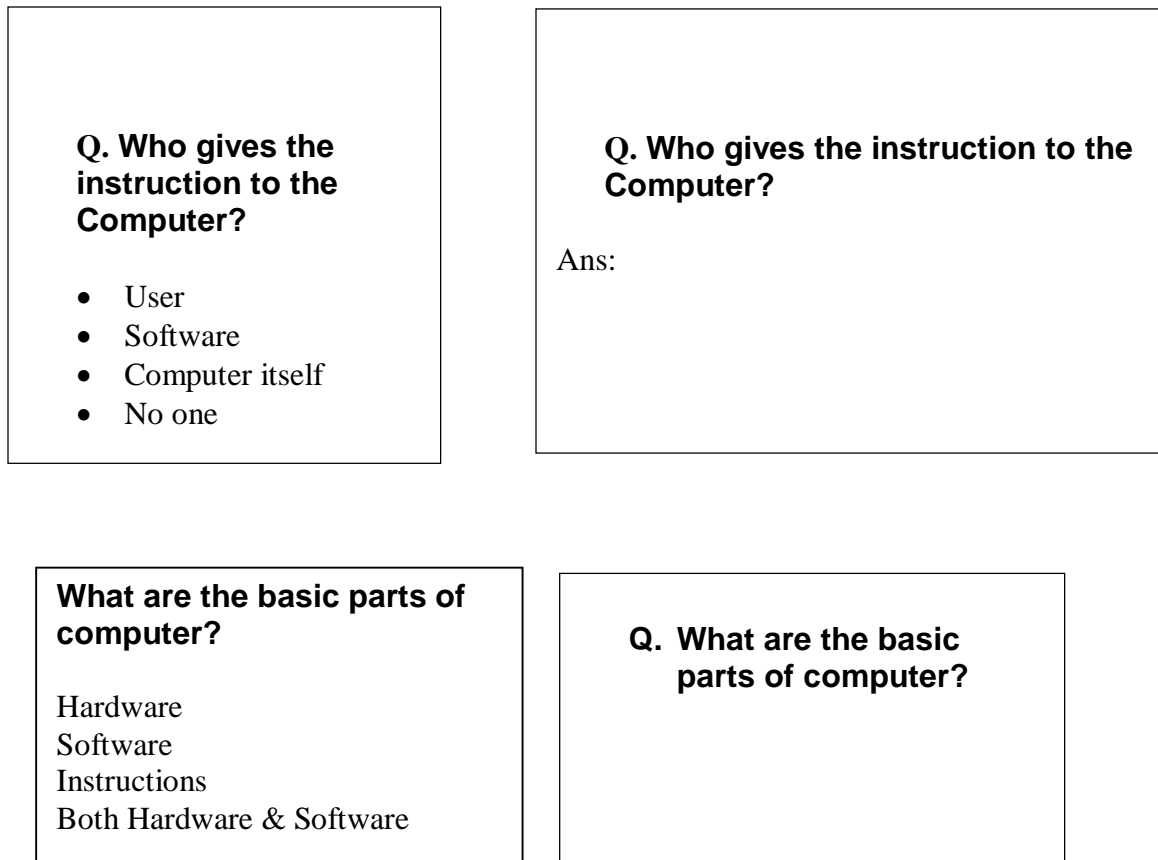 Q. Who gives the
instruction to the
Computer?
• User
• Software
• Computer itself
• No one
Q. Who gives the instruction to the
Computer?
Ans:
What are the basic parts of
computer?
Hardware
Software
Instructions
Both Hardware & Software
Q. What are the basic
parts of computer?